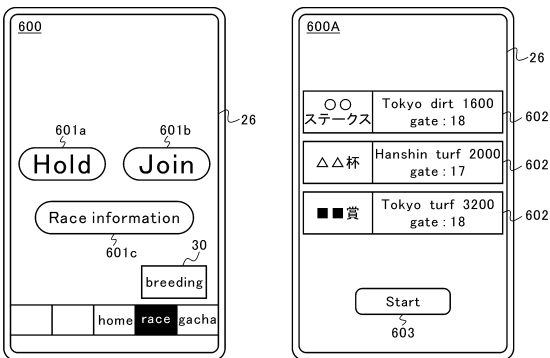 600
26
601a
601b
Hold
Join
Race information
601c
30
breeding
home
race
gacha
600A
26
○○
ステークス
Tokyo dirt 1600
gate:18
602
△△杯
Hanshin turf 2000
gate:17
602
■■賞
Tokyo turf 3200
gate:18
602
Start
603